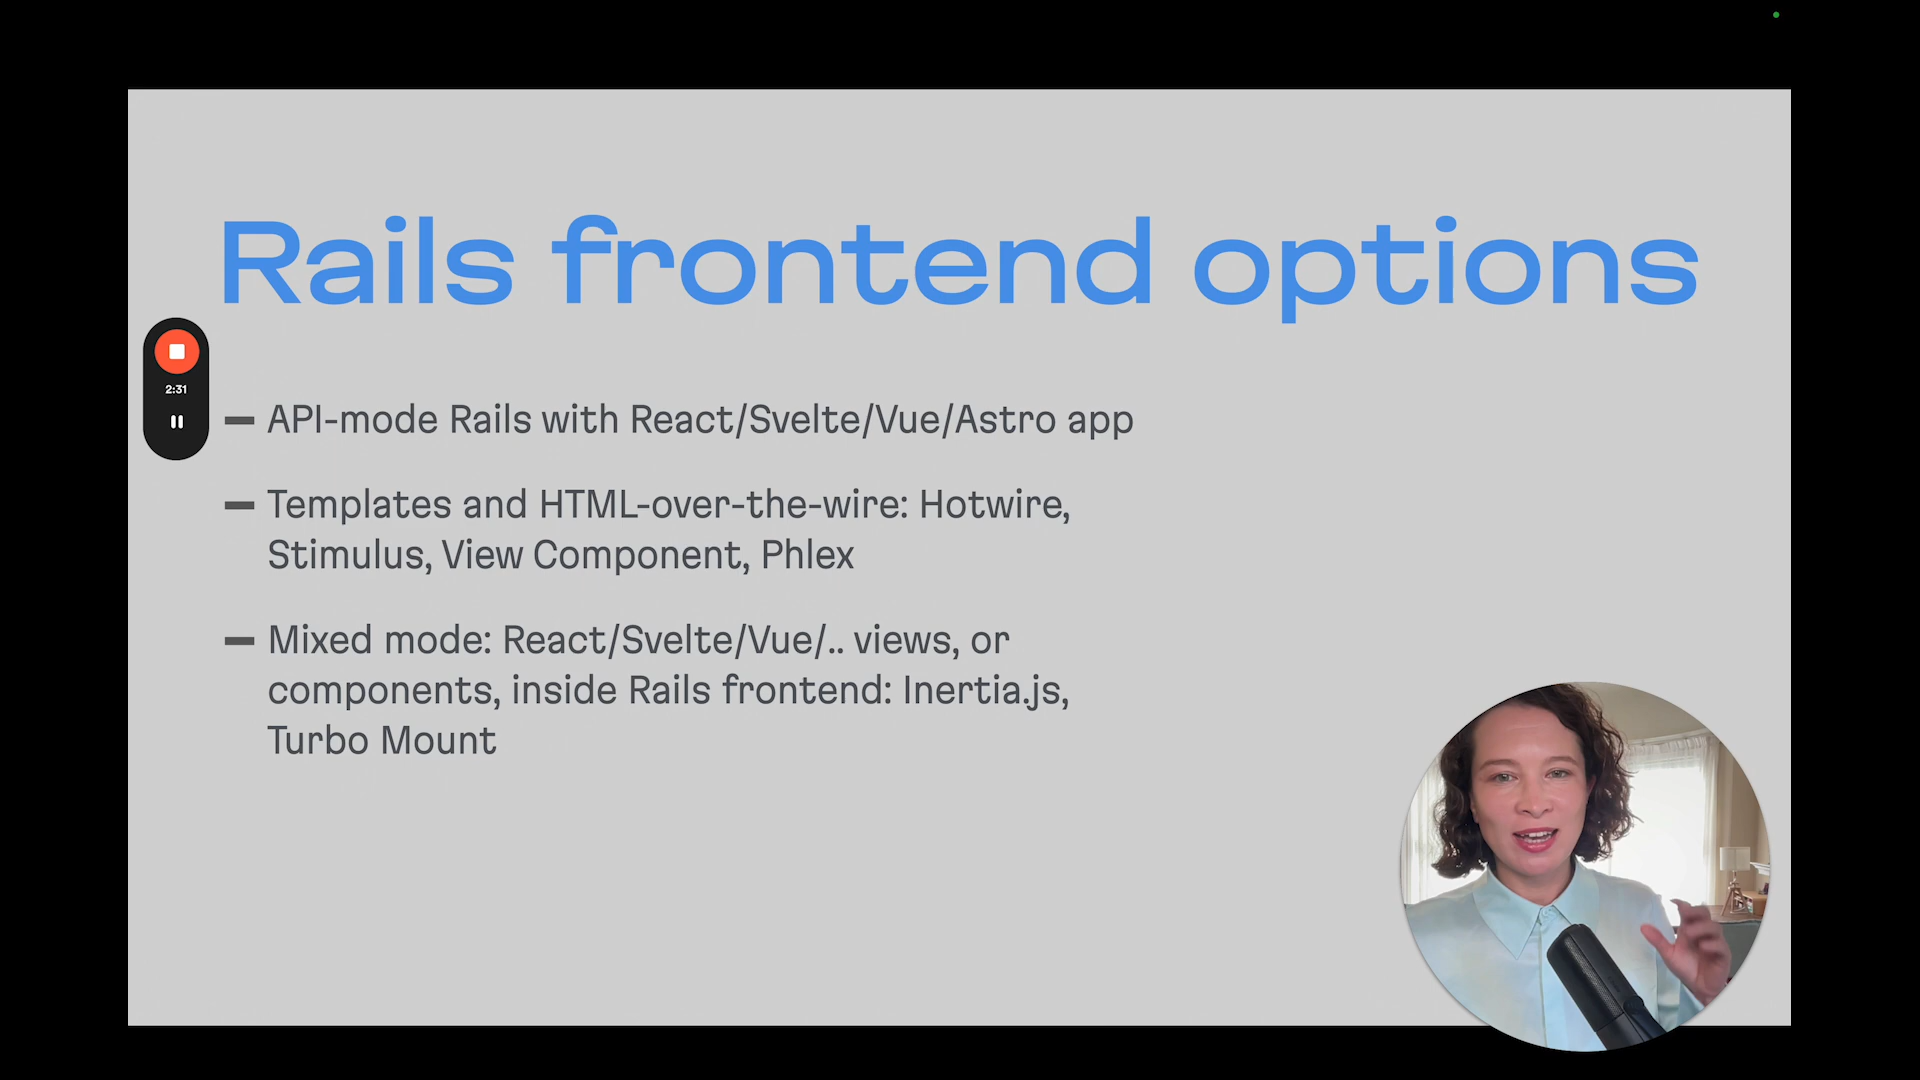 Rails frontend options
2:31
— API-mode Rails with React/Svelte/Vue/Astro app
— Templates and HTML-over-the-wire: Hotwire,
Stimulus, View Component, Phlex
— Mixed mode: React/Svelte/Vue/.. views, or
components, inside Rails frontend: Inertia.js,
Turbo Mount